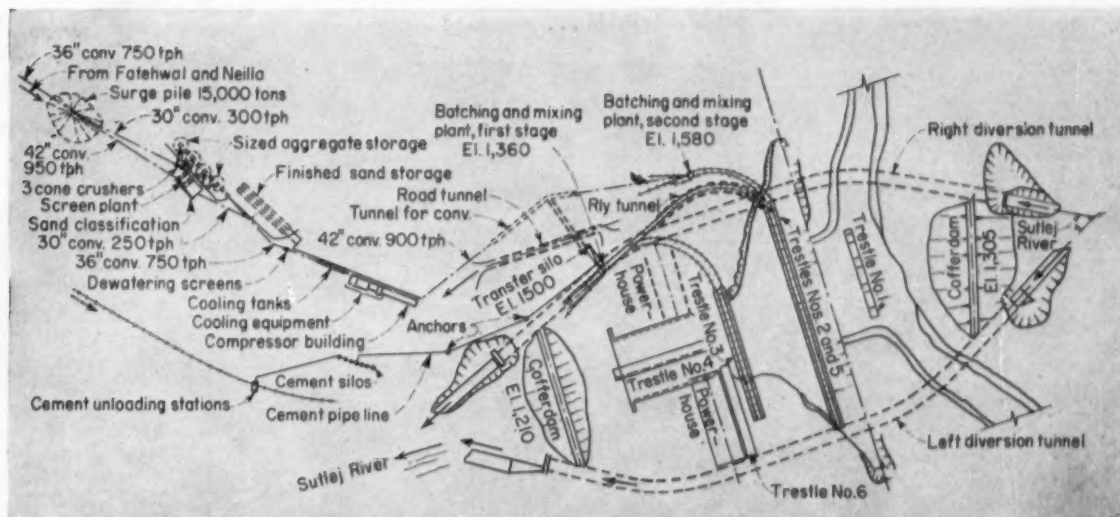 36" conv 750 tph
From Fatehwal and Neilla
Surge pile 15,000 tons
30" conv. 300 tph
Sized aggregate storage
42" conv.
950 tph
3 cone crushers
Screen plant
Sand classification
30" conv. 250 tph
36" conv. 750 tph
Dewatering screens
Cooling tanks
Cooling equipment
Compressor building
Finished sand storage
Batching and mixing
plant, first stage
El. 1,360
Batching and mixing
plant, second stage
El. 1,580
Road tunnel
Tunnel for conv.
42" conv. 900 tph
Rly tunnel
Transfer silo
El. 1500
Anchors
Cement silos
Cement unloading stations
Cement pipe line
Cofferdam
El. 1,210
Sutlej River
Power-
house
Trestle No.3
Trestle No.4
Power-
house
Trestle No.6
Trestles Nos. 2 and 5
Trestle No.1
Right diversion tunnel
Cofferdam
El. 1,305
Sutlej
River
Left diversion tunnel